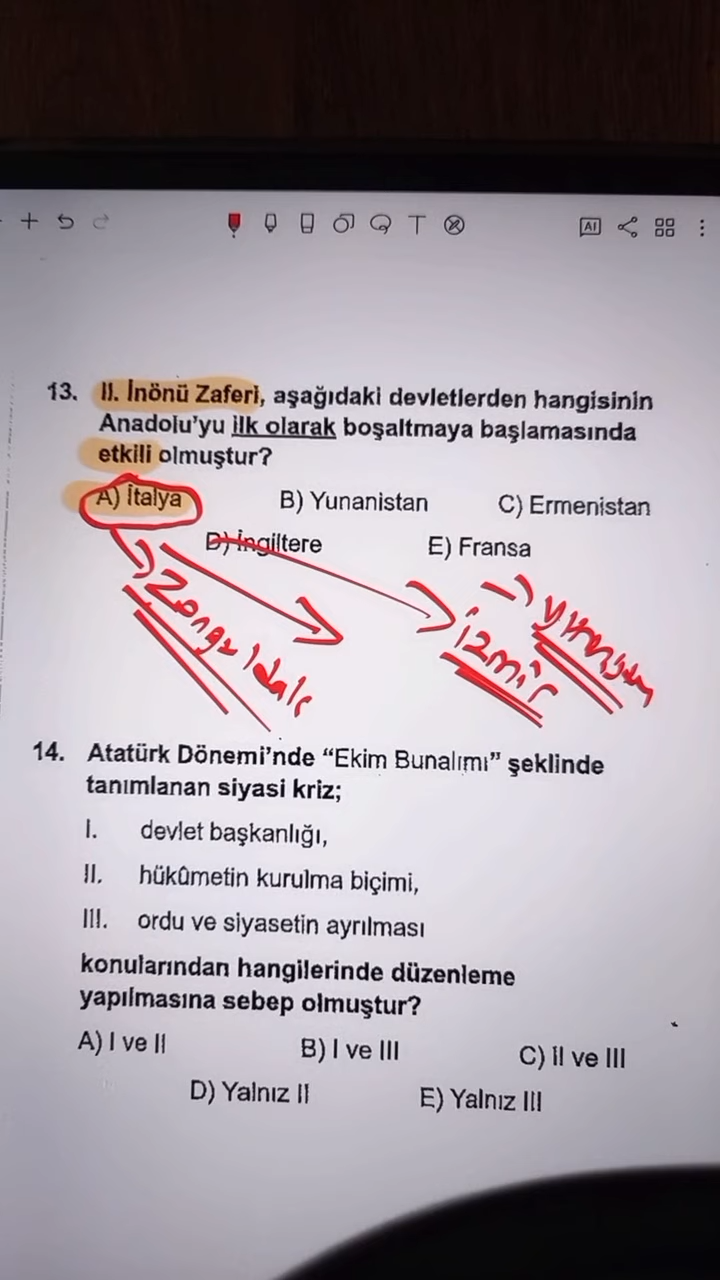 AI
13. II. İnönü Zaferi, aşağıdaki devletlerden hangisinin
Anadolu'yu ilk olarak boşaltmaya başlamasında
etkili olmuştur?
A) İtalya B) Yunanistan C) Ermenistan
D) İngiltere E) Fransa
İzmir
14. Atatürk Dönemi'nde “Ekim Bunalımı” şeklinde
tanımlanan siyasi kriz;
I. devlet başkanlığı,
II. hükûmetin kurulma biçimi,
III. ordu ve siyasetin ayrılması
konularından hangilerinde düzenleme
yapılmasına sebep olmuştur?
A) I ve II B) I ve III C) II ve III
D) Yalnız II E) Yalnız III